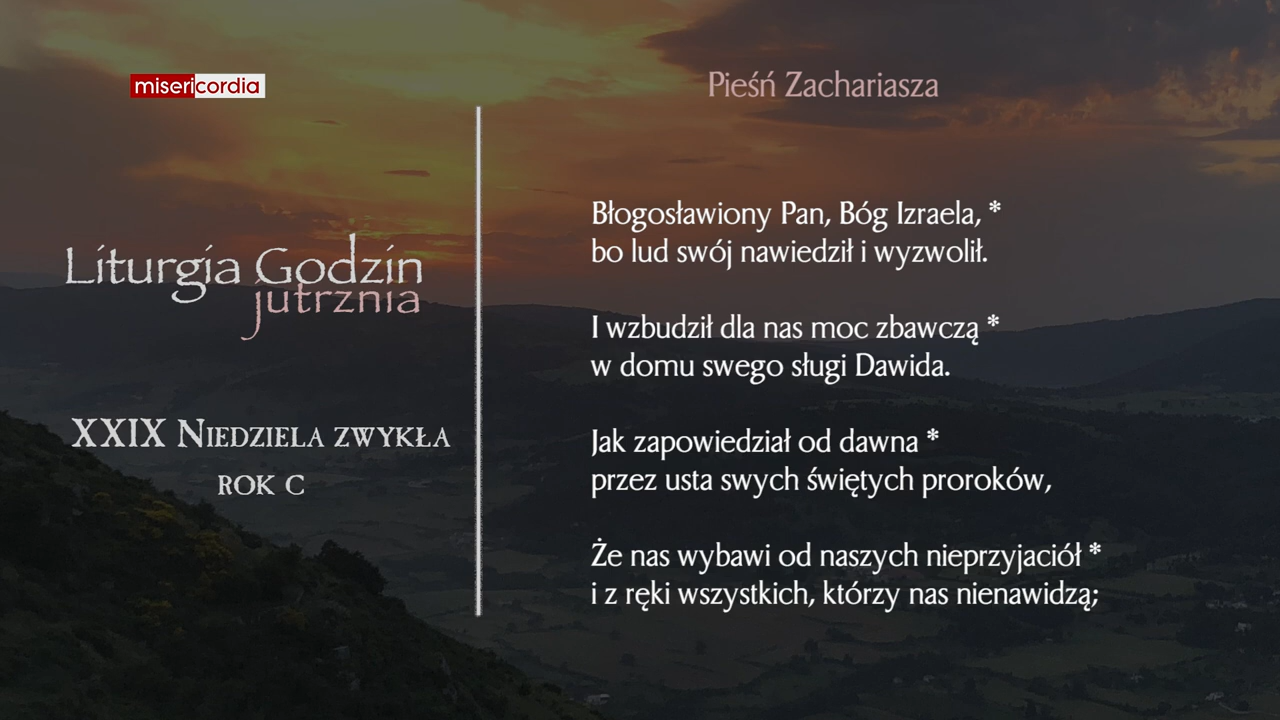 misericordia
Liturgia Godzin
jutrznia
XXIX Niedziela zwykła
rok C
Pieśń Zachariasza
Błogosławiony Pan, Bóg Izraela, *
bo lud swój nawiedził i wyzwolił.
I wzbudził dla nas moc zbawczą *
w domu swego sługi Dawida.
Jak zapowiedział od dawna *
przez usta swych świętych proroków,
Że nas wybawi od naszych nieprzyjaciół *
i z ręki wszystkich, którzy nas nienawidzą;